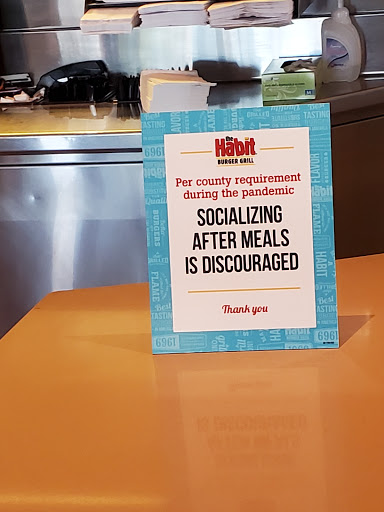 the
Habit
BURGER GRILL
Per county requirement
during the pandemic
SOCIALIZING
AFTER MEALS
IS DISCOURAGED
Thank you